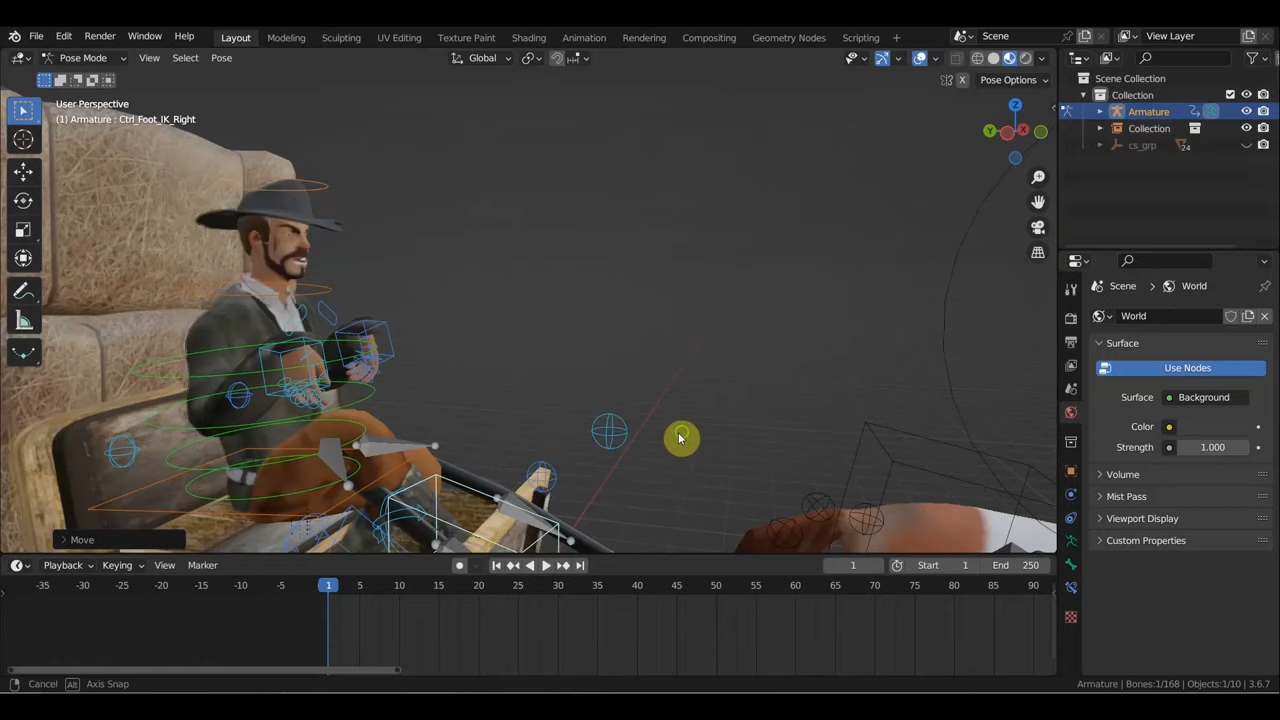 File Edit Render Window Help Layout Modeling Sculpting UV Editing Texture Paint Shading Animation Rendering Compositing Geometry Nodes Scripting + Scene View Layer
Pose Mode View Select Pose Global
X Pose Options
User Perspective
(1) Armature : Ctrl_Foot_IK_Right
Z
Y
X
Scene Collection
Collection
Armature
Collection
cs_grp 24
Scene > World
World
Surface
Use Nodes
Surface Background
Color
Strength 1.000
Volume
Mist Pass
Viewport Display
Custom Properties
Move
Playback Keying View Marker 1 Start 1 End 250
-35 -30 -25 -20 -15 -10 -5 1 5 10 15 20 25 30 35 40 45 50 55 60 65 70 75 80 85 90
Cancel Alt Axis Snap Armature | Bones:1/168 | Objects:1/10 | 3.6.7